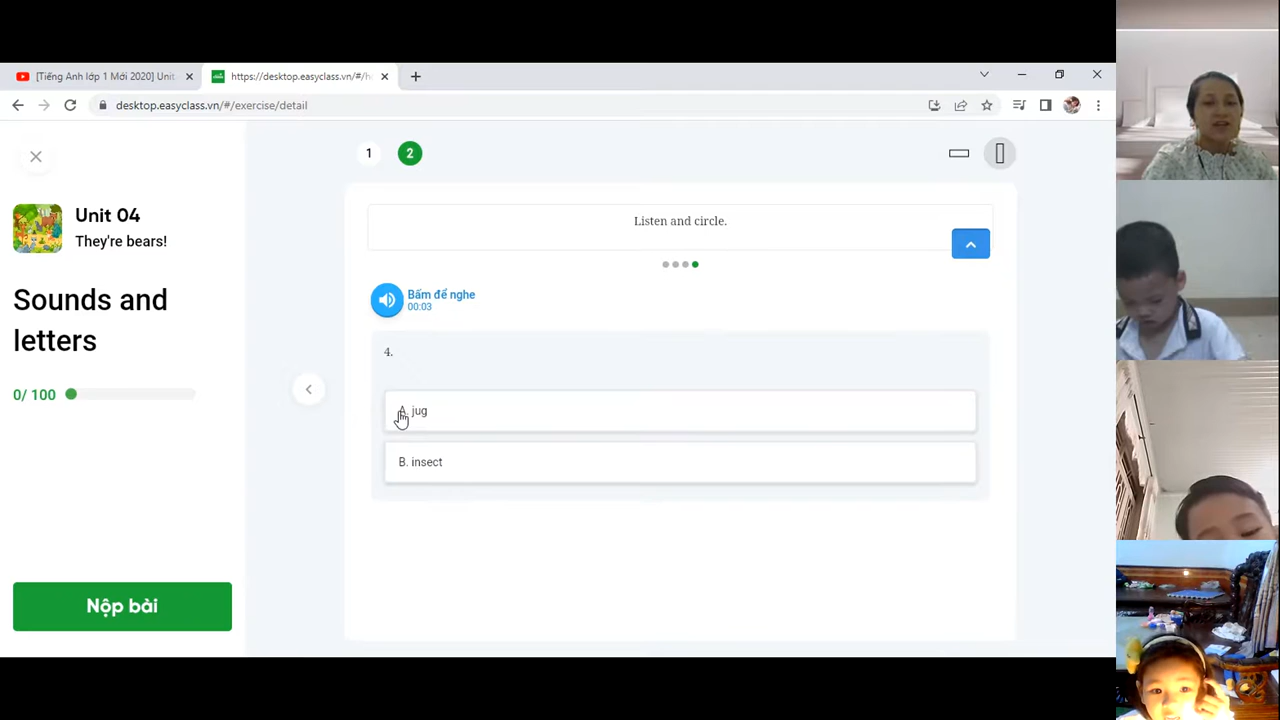 [Tiếng Anh lớp 1 Mới 2020] Unit
https://desktop.easyclass.vn/#/h
desktop.easyclass.vn/#/exercise/detail
1
2
Unit 04
They're bears!
Listen and circle.
Sounds and
letters
Bấm để nghe
00:03
4.
0/ 100
A. jug
B. insect
Nộp bài